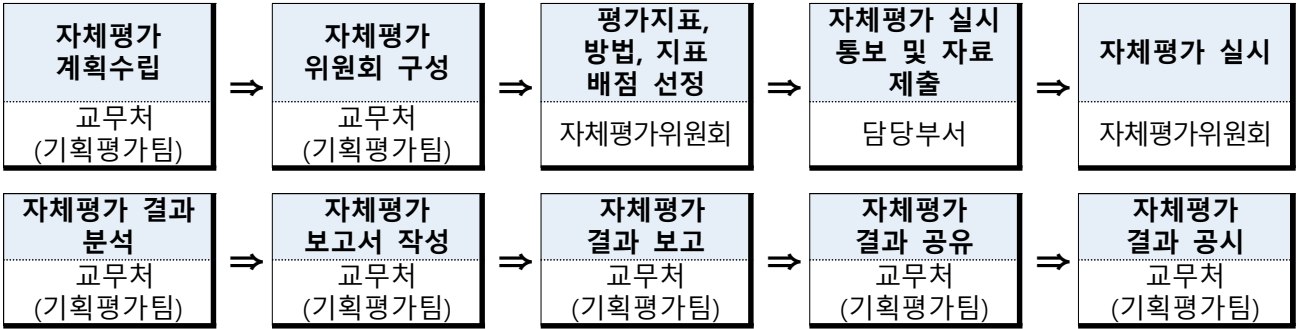 자체평가
계획수립
교무처
(기획평가팀)
⇒
자체평가
위원회 구성
교무처
(기획평가팀)
⇒
평가지표,
방법, 지표
배점 선정
자체평가위원회
⇒
자체평가 실시
통보 및 자료
제출
담당부서
⇒
자체평가 실시
자체평가위원회
자체평가 결과
분석
교무처
(기획평가팀)
⇒
자체평가
보고서 작성
교무처
(기획평가팀)
⇒
자체평가
결과 보고
교무처
(기획평가팀)
⇒
자체평가
결과 공유
교무처
(기획평가팀)
⇒
자체평가
결과 공시
교무처
(기획평가팀)